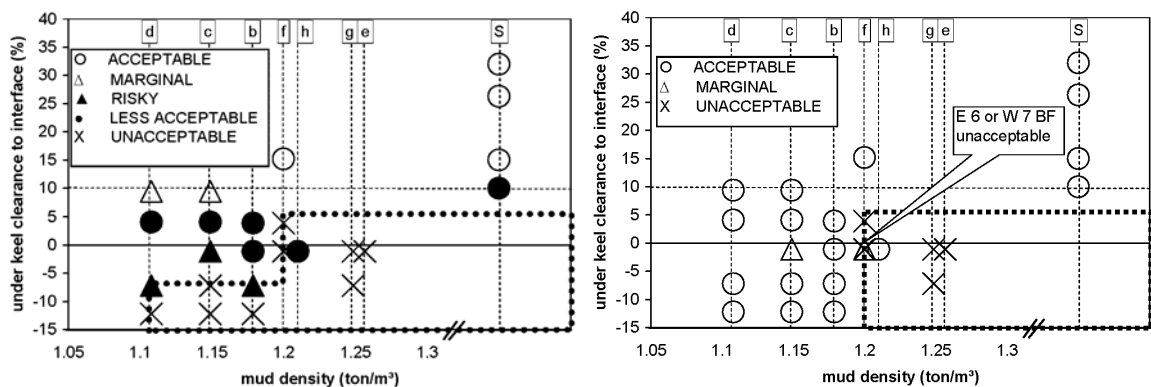 40
35
30
25
20
15
10
5
0
-5
-10
-15
under keel clearance to interface (%)
d c b f h g e S
ACCEPTABLE
MARGINAL
RISKY
LESS ACCEPTABLE
UNACCEPTABLE
1.05 1.1 1.15 1.2 1.25 1.3
mud density (ton/m³)
40
35
30
25
20
15
10
5
0
-5
-10
-15
under keel clearance to interface (%)
d c b f h g e S
ACCEPTABLE
MARGINAL
UNACCEPTABLE
E 6 or W 7 BF
unacceptable
1.05 1.1 1.15 1.2 1.25 1.3
mud density (ton/m³)